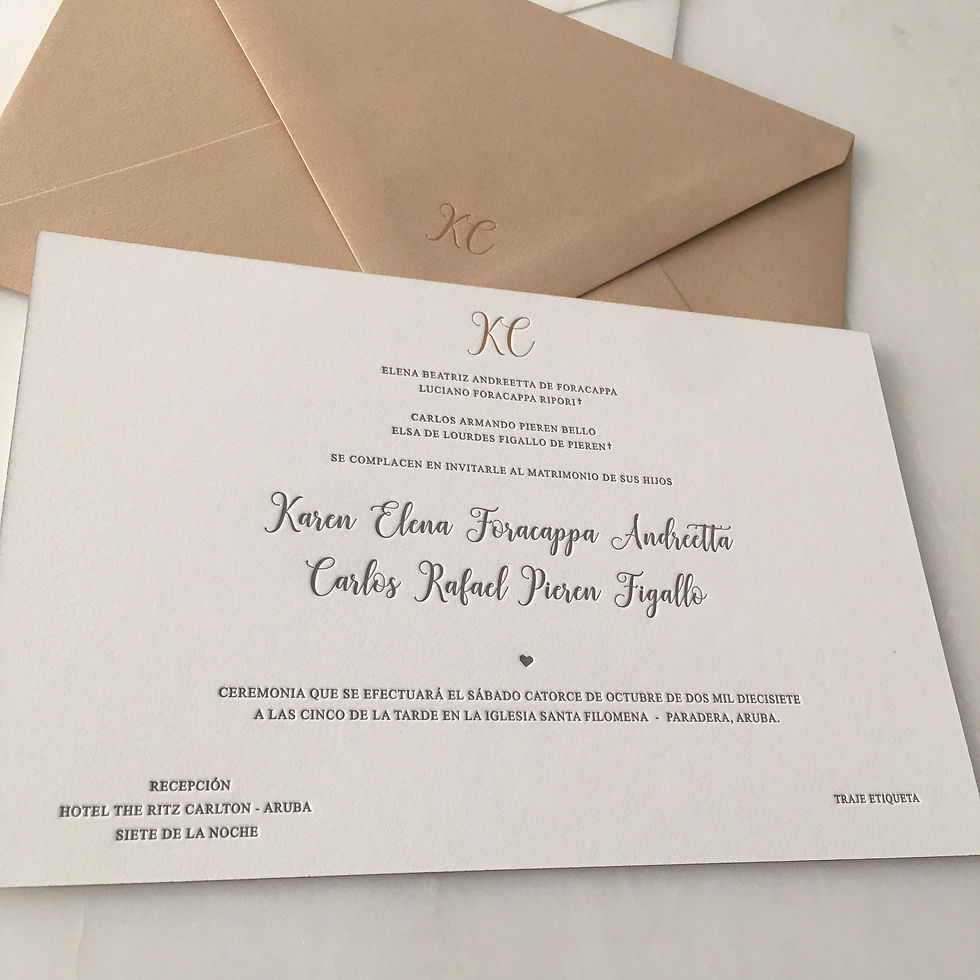 KC
KC
ELENA BEATRIZ ANDREETTA DE FORACAPPA
LUCIANO FORACAPPA RIPORI†
CARLOS ARMANDO PIEREN BELLO
ELSA DE LOURDES FIGALLO DE PIEREN†
SE COMPLACEN EN INVITARLE AL MATRIMONIO DE SUS HIJOS
Karen Elena Foracappa Andreetta
Carlos Rafael Pieren Figallo
CEREMONIA QUE SE EFECTUARÁ EL SÁBADO CATORCE DE OCTUBRE DE DOS MIL DIECISIETE
A LAS CINCO DE LA TARDE EN LA IGLESIA SANTA FILOMENA - PARADERA, ARUBA.
RECEPCIÓN
HOTEL THE RITZ CARLTON - ARUBA
SIETE DE LA NOCHE
TRAJE ETIQUETA